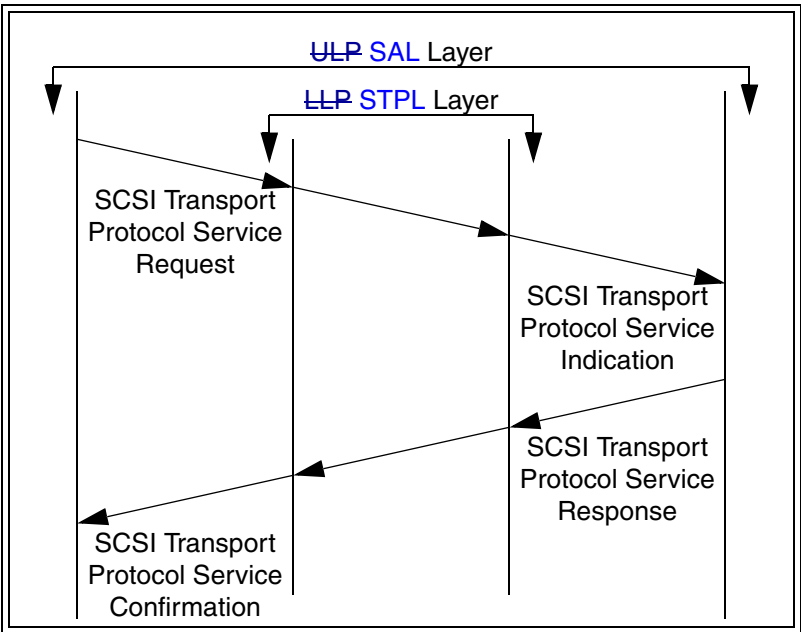 ULP SAL Layer
LLP STPL Layer
SCSI Transport
Protocol Service
Request
SCSI Transport
Protocol Service
Indication
SCSI Transport
Protocol Service
Response
SCSI Transport
Protocol Service
Confirmation